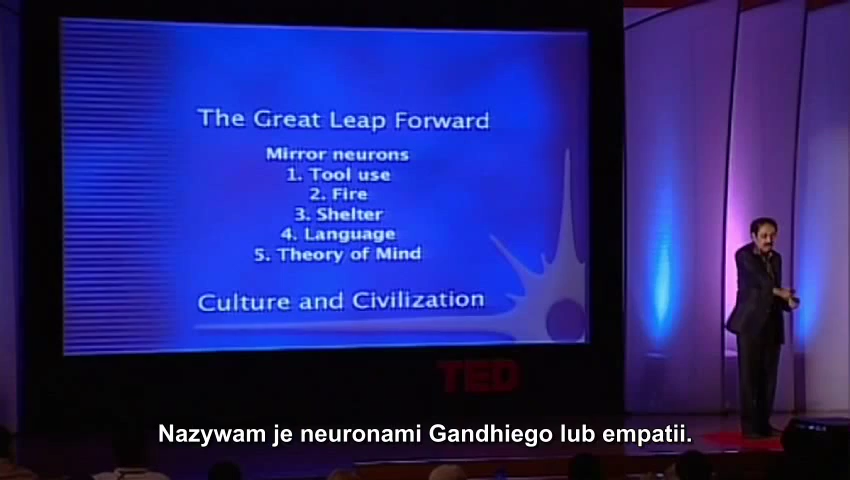 The Great Leap Forward
Mirror neurons
1. Tool use
2. Fire
3. Shelter
4. Language
5. Theory of Mind
Culture and Civilization
TED
Nazywam je neuronami Gandhiego lub empatii.